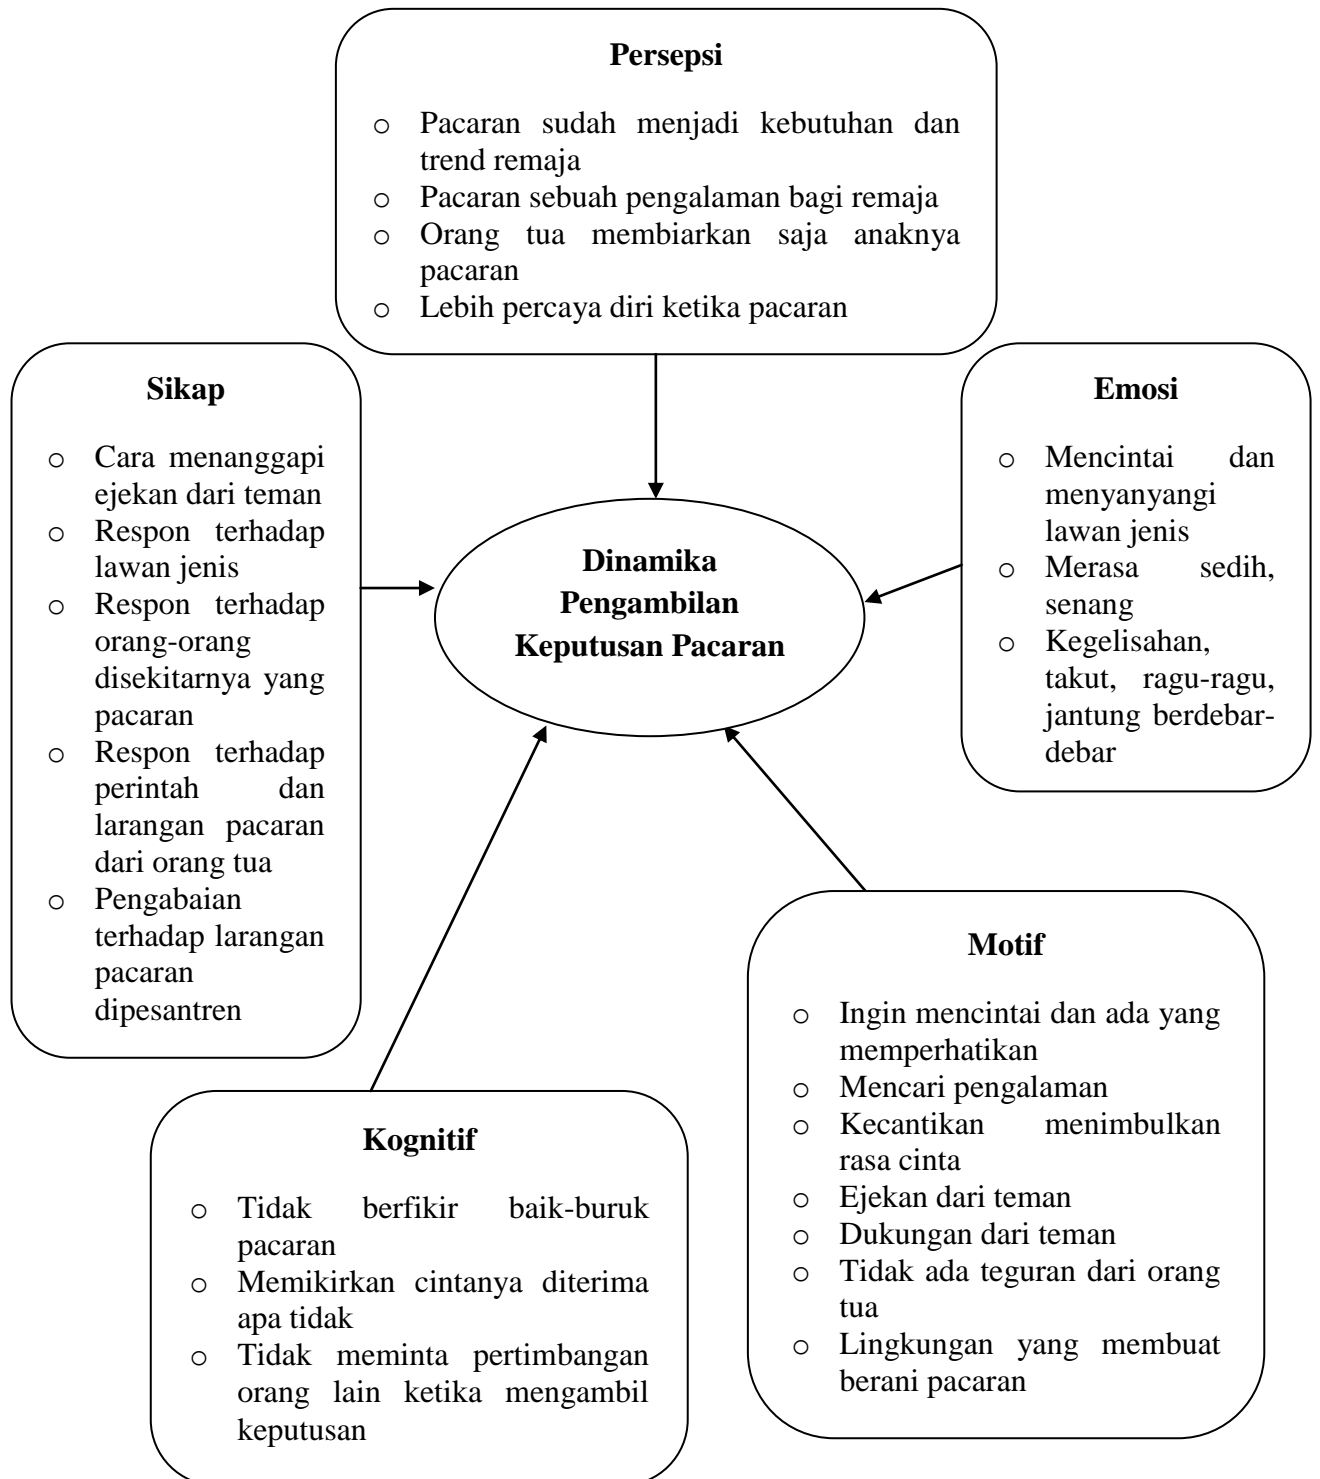 Persepsi
o Pacaran sudah menjadi kebutuhan dan
trend remaja
o Pacaran sebuah pengalaman bagi remaja
o Orang tua membiarkan saja anaknya
pacaran
o Lebih percaya diri ketika pacaran
Sikap
o Cara menanggapi
ejekan dari teman
o Respon terhadap
lawan jenis
o Respon terhadap
orang-orang
disekitarnya yang
pacaran
o Respon terhadap
perintah dan
larangan pacaran
dari orang tua
o Pengabaian
terhadap larangan
pacaran
dipesantren
Dinamika
Pengambilan
Keputusan Pacaran
Emosi
o Mencintai dan
menyanyangi
lawan jenis
o Merasa sedih,
senang
o Kegelisahan,
takut, ragu-ragu,
jantung berdebar-
debar
Kognitif
o Tidak berfikir baik-buruk
pacaran
o Memikirkan cintanya diterima
apa tidak
o Tidak meminta pertimbangan
orang lain ketika mengambil
keputusan
Motif
o Ingin mencintai dan ada yang
memperhatikan
o Mencari pengalaman
o Kecantikan menimbulkan
rasa cinta
o Ejekan dari teman
o Dukungan dari teman
o Tidak ada teguran dari orang
tua
o Lingkungan yang membuat
berani pacaran